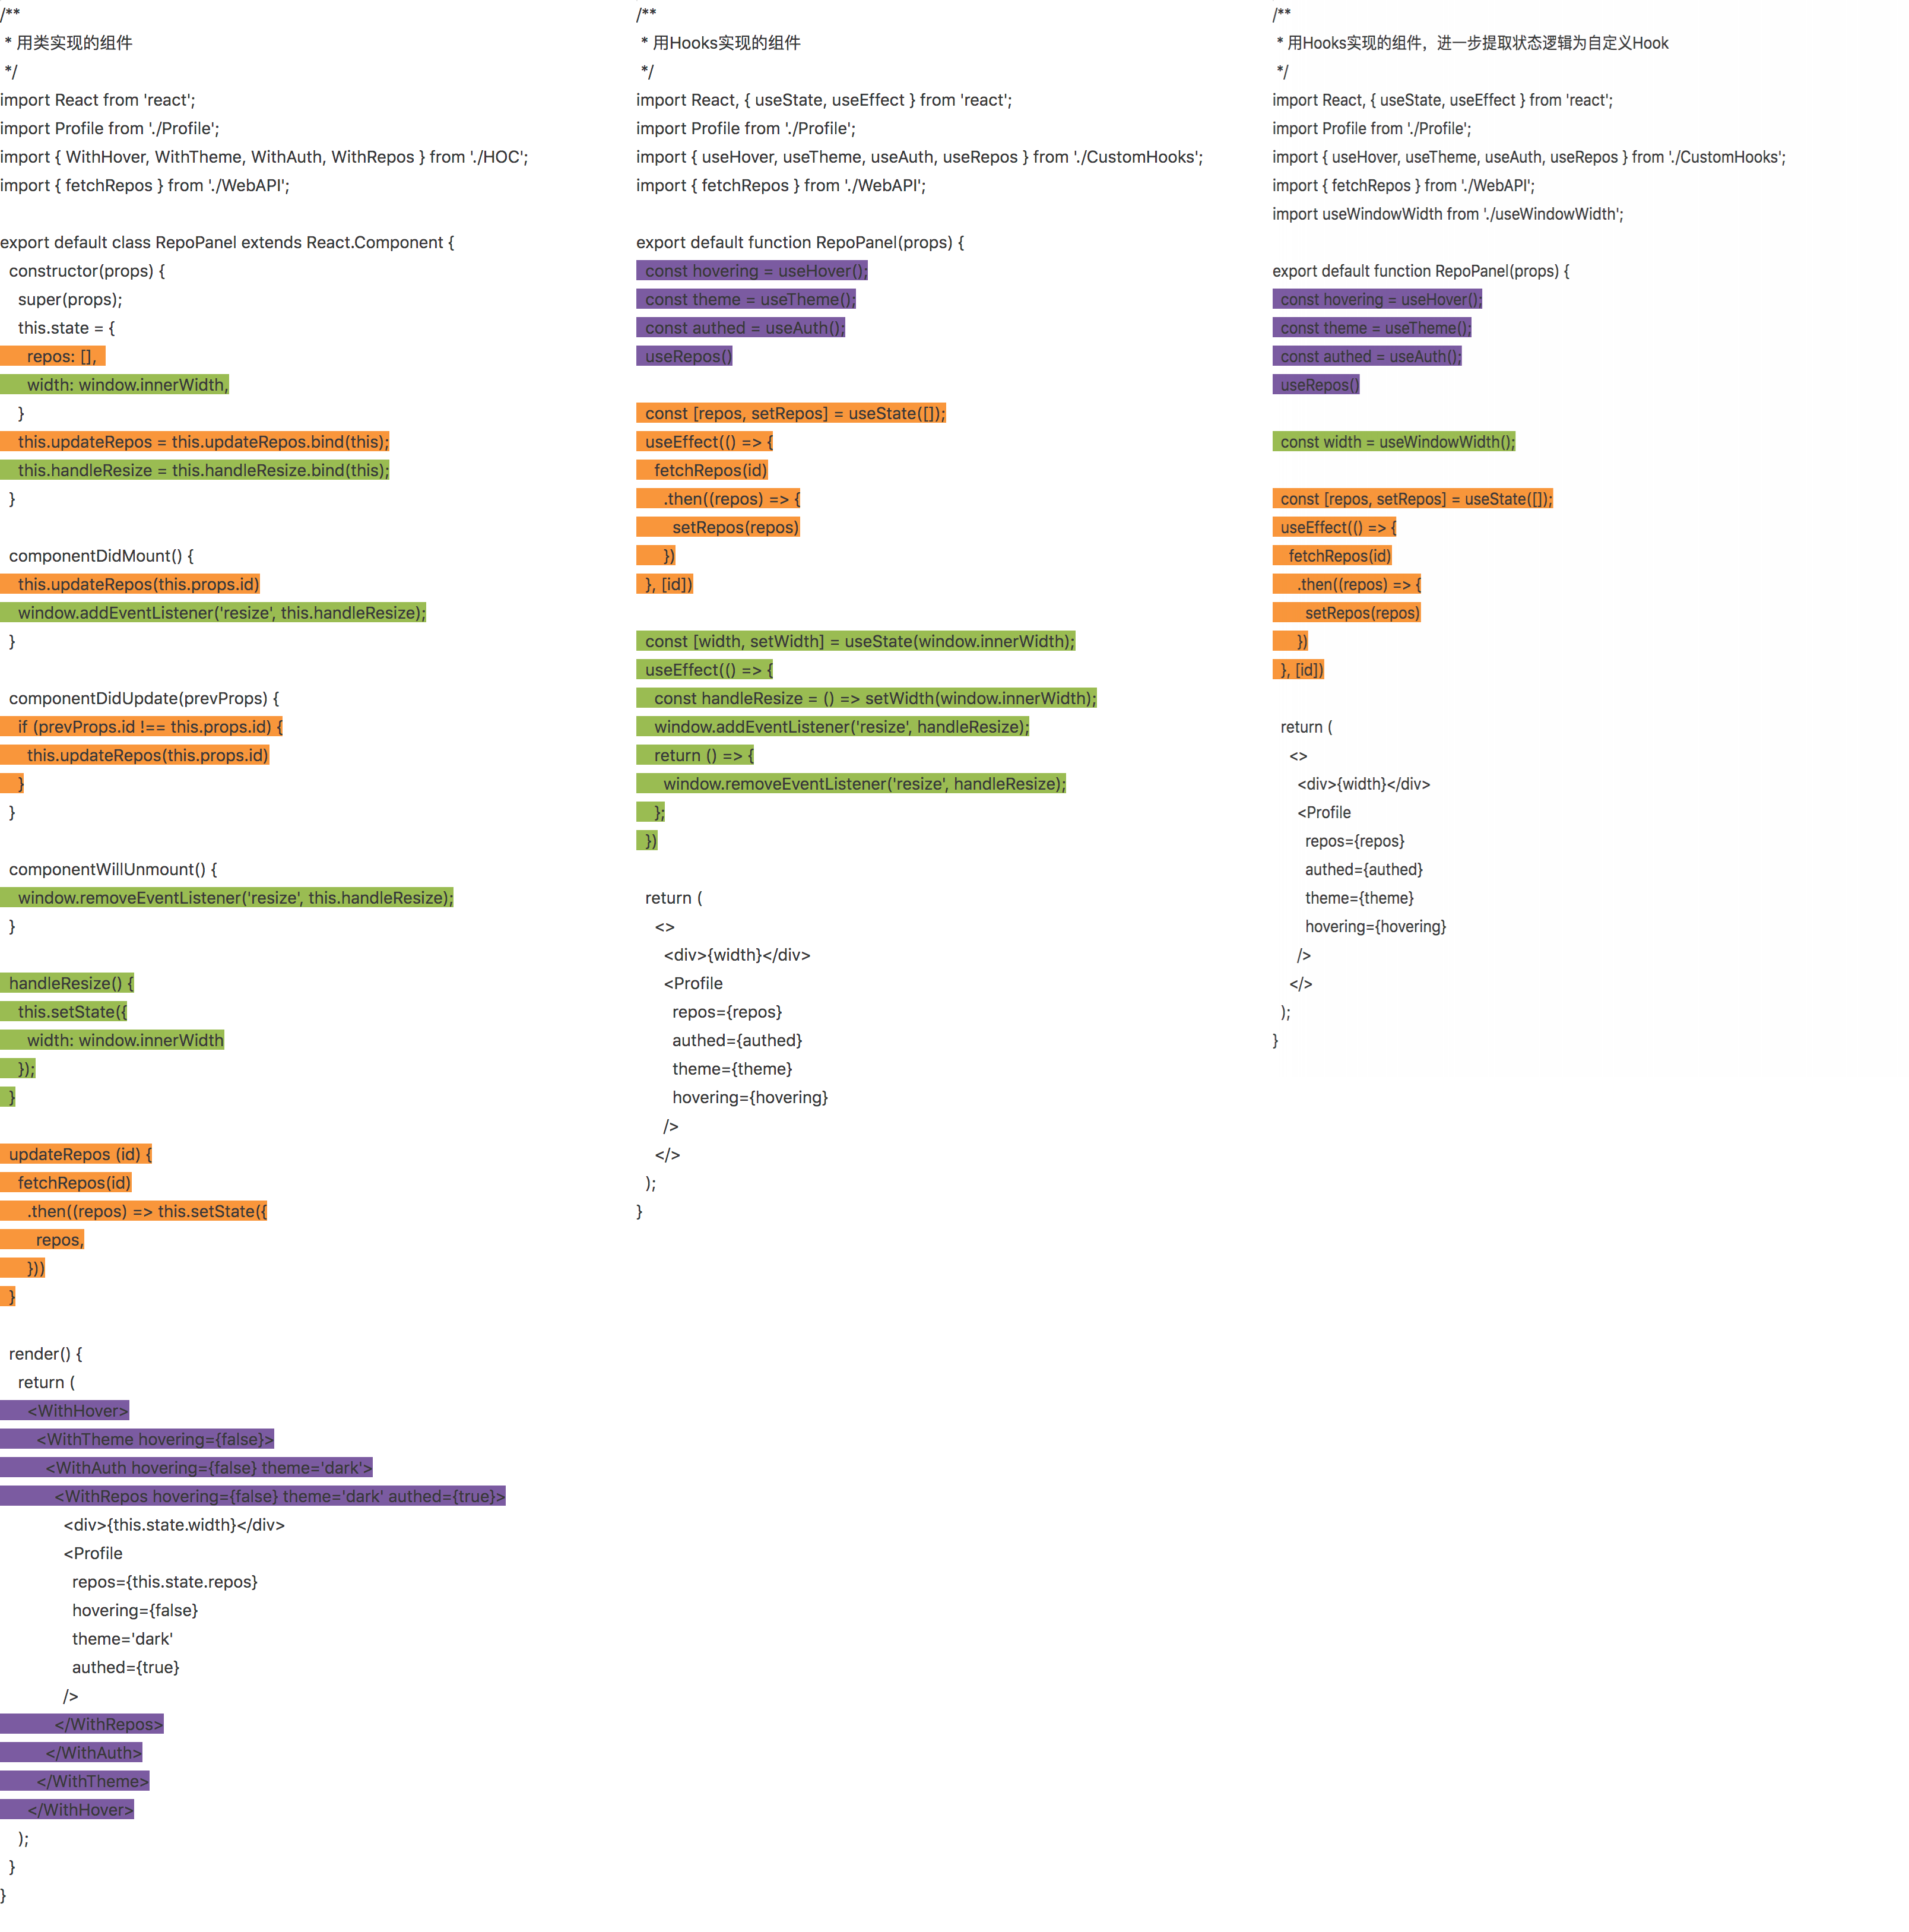 /**
 * 用类实现的组件
 */
import React from 'react';
import Profile from './Profile';
import { WithHover, WithTheme, WithAuth, WithRepos } from './HOC';
import { fetchRepos } from './WebAPI';

export default class RepoPanel extends React.Component {
  constructor(props) {
    super(props);
    this.state = {
      repos: [],
      width: window.innerWidth,
    }
    this.updateRepos = this.updateRepos.bind(this);
    this.handleResize = this.handleResize.bind(this);
  }

  componentDidMount() {
    this.updateRepos(this.props.id)
    window.addEventListener('resize', this.handleResize);
  }

  componentDidUpdate(prevProps) {
    if (prevProps.id !== this.props.id) {
      this.updateRepos(this.props.id)
    }
  }

  componentWillUnmount() {
    window.removeEventListener('resize', this.handleResize);
  }

  handleResize() {
    this.setState({
      width: window.innerWidth
    });
  }

  updateRepos (id) {
    fetchRepos(id)
      .then((repos) => this.setState({
        repos,
      }))
  }

  render() {
    return (
      <WithHover>
        <WithTheme hovering={false}>
          <WithAuth hovering={false} theme='dark'>
            <WithRepos hovering={false} theme='dark' authed={true}>
              <div>{this.state.width}</div>
              <Profile
                repos={this.state.repos}
                hovering={false}
                theme='dark'
                authed={true}
              />
            </WithRepos>
          </WithAuth>
        </WithTheme>
      </WithHover>
    );
  }
}
/**
 * 用Hooks实现的组件
 */
import React, { useState, useEffect } from 'react';
import Profile from './Profile';
import { useHover, useTheme, useAuth, useRepos } from './CustomHooks';
import { fetchRepos } from './WebAPI';

export default function RepoPanel(props) {
  const hovering = useHover();
  const theme = useTheme();
  const authed = useAuth();
  useRepos()

  const [repos, setRepos] = useState([]);
  useEffect(() => {
    fetchRepos(id)
      .then((repos) => {
        setRepos(repos)
      })
  }, [id])

  const [width, setWidth] = useState(window.innerWidth);
  useEffect(() => {
    const handleResize = () => setWidth(window.innerWidth);
    window.addEventListener('resize', handleResize);
    return () => {
      window.removeEventListener('resize', handleResize);
    };
  })

  return (
    <>
      <div>{width}</div>
      <Profile
        repos={repos}
        authed={authed}
        theme={theme}
        hovering={hovering}
      />
    </>
  );
}
/**
 * 用Hooks实现的组件，进一步提取状态逻辑为自定义Hook
 */
import React, { useState, useEffect } from 'react';
import Profile from './Profile';
import { useHover, useTheme, useAuth, useRepos } from './CustomHooks';
import { fetchRepos } from './WebAPI';
import useWindowWidth from './useWindowWidth';

export default function RepoPanel(props) {
  const hovering = useHover();
  const theme = useTheme();
  const authed = useAuth();
  useRepos()

  const width = useWindowWidth();

  const [repos, setRepos] = useState([]);
  useEffect(() => {
    fetchRepos(id)
      .then((repos) => {
        setRepos(repos)
      })
  }, [id])

  return (
    <>
      <div>{width}</div>
      <Profile
        repos={repos}
        authed={authed}
        theme={theme}
        hovering={hovering}
      />
    </>
  );
}